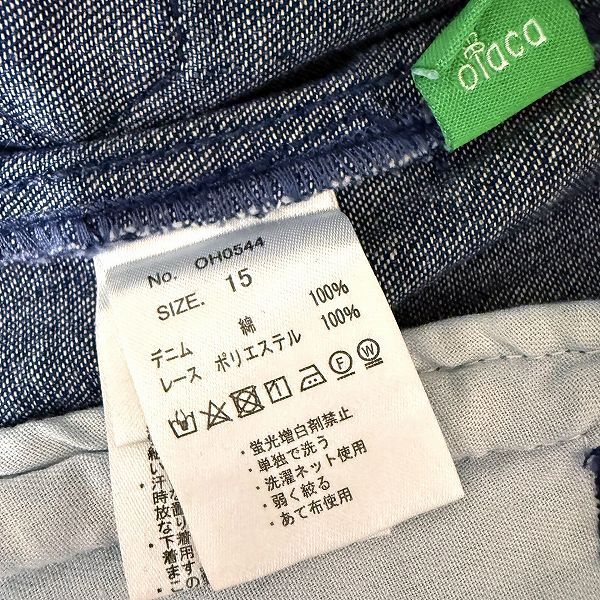 otaca
No. OH0544
SIZE. 15
デニム 綿 100%
レース ポリエステル 100%
F W
・蛍光増白剤禁止
・単独で洗う
・洗濯ネット使用
・弱く絞る
・あて布使用